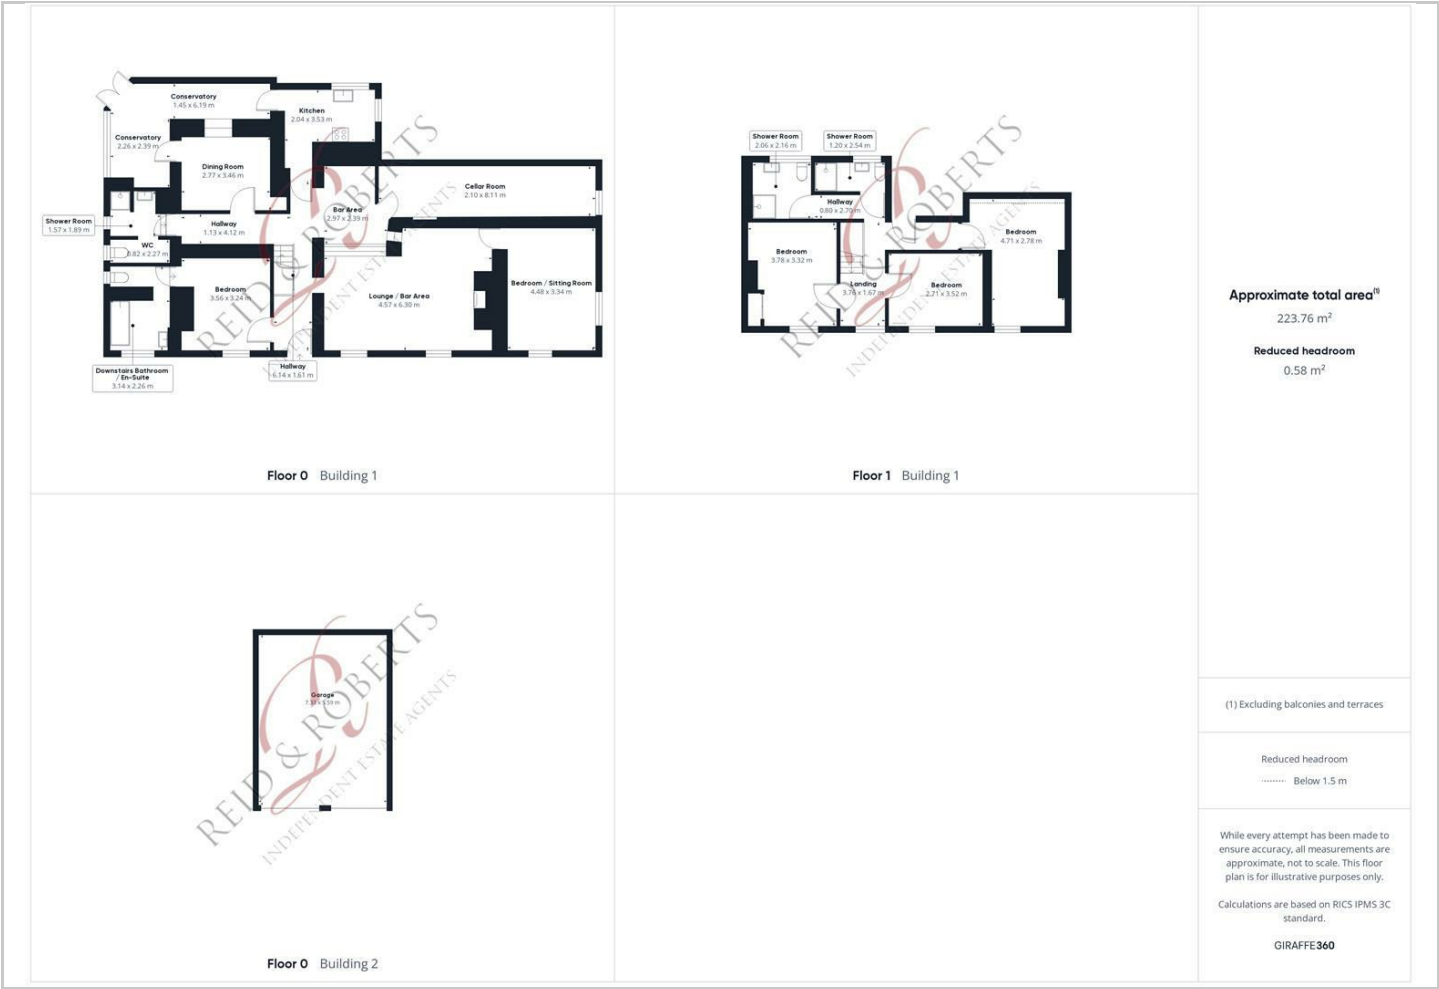 Conservatory
1.45 x 6.19 m
Kitchen
2.04 x 3.53 m
Conservatory
2.26 x 2.39 m
Dining Room
2.77 x 3.46 m
Cellar Room
2.10 x 8.11 m
Bar Area
2.97 x 2.39 m
Shower Room
1.57 x 1.89 m
Hallway
1.13 x 4.12 m
WC
0.82 x 2.27 m
Bedroom
3.56 x 3.24 m
Lounge / Bar Area
4.57 x 6.30 m
Bedroom / Sitting Room
4.48 x 3.34 m
Downstairs Bathroom
/ En-Suite
3.14 x 2.26 m
Hallway
6.14 x 1.61 m
REID & ROBERTS
INDEPENDENT ESTATE AGENTS
Floor 0 Building 1
Shower Room
2.06 x 2.16 m
Shower Room
1.20 x 2.54 m
Hallway
0.80 x 2.70 m
Bedroom
4.71 x 2.78 m
Bedroom
3.78 x 3.32 m
Landing
3.76 x 1.67 m
Bedroom
2.71 x 3.52 m
REID & ROBERTS
INDEPENDENT ESTATE AGENTS
Floor 1 Building 1
Garage
REID & ROBERTS
INDEPENDENT ESTATE AGENTS
Floor 0 Building 2
Approximate total area(1)
223.76 m²
Reduced headroom
0.58 m²
(1) Excluding balconies and terraces
Reduced headroom
Below 1.5 m
While every attempt has been made to
ensure accuracy, all measurements are
approximate, not to scale. This floor
plan is for illustrative purposes only.
Calculations are based on RICS IPMS 3C
standard.
GIRAFFE360